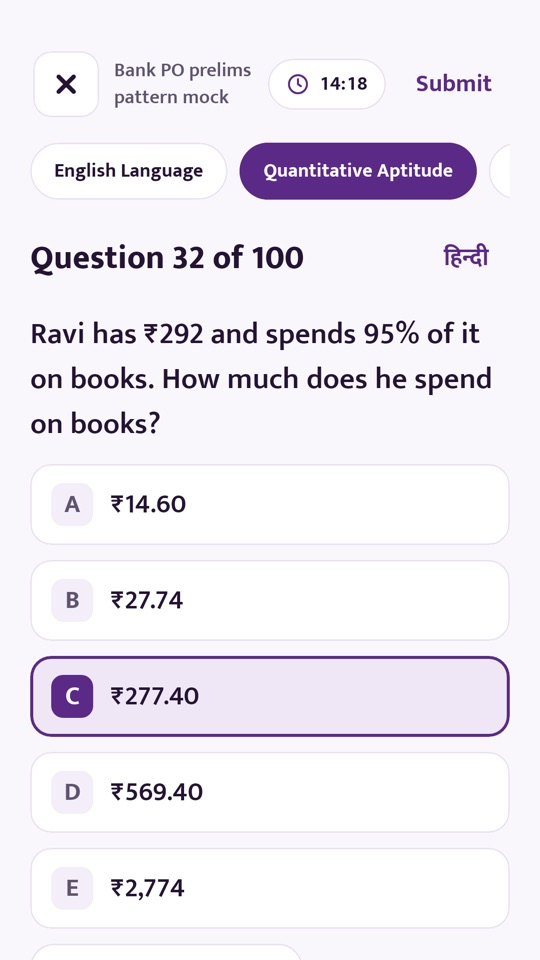 Bank PO prelims
pattern mock
14:18
Submit
English Language
Quantitative Aptitude
Question 32 of 100
हिन्दी
Ravi has ₹292 and spends 95% of it
on books. How much does he spend
on books?
A ₹14.60
B ₹27.74
C ₹277.40
D ₹569.40
E ₹2,774